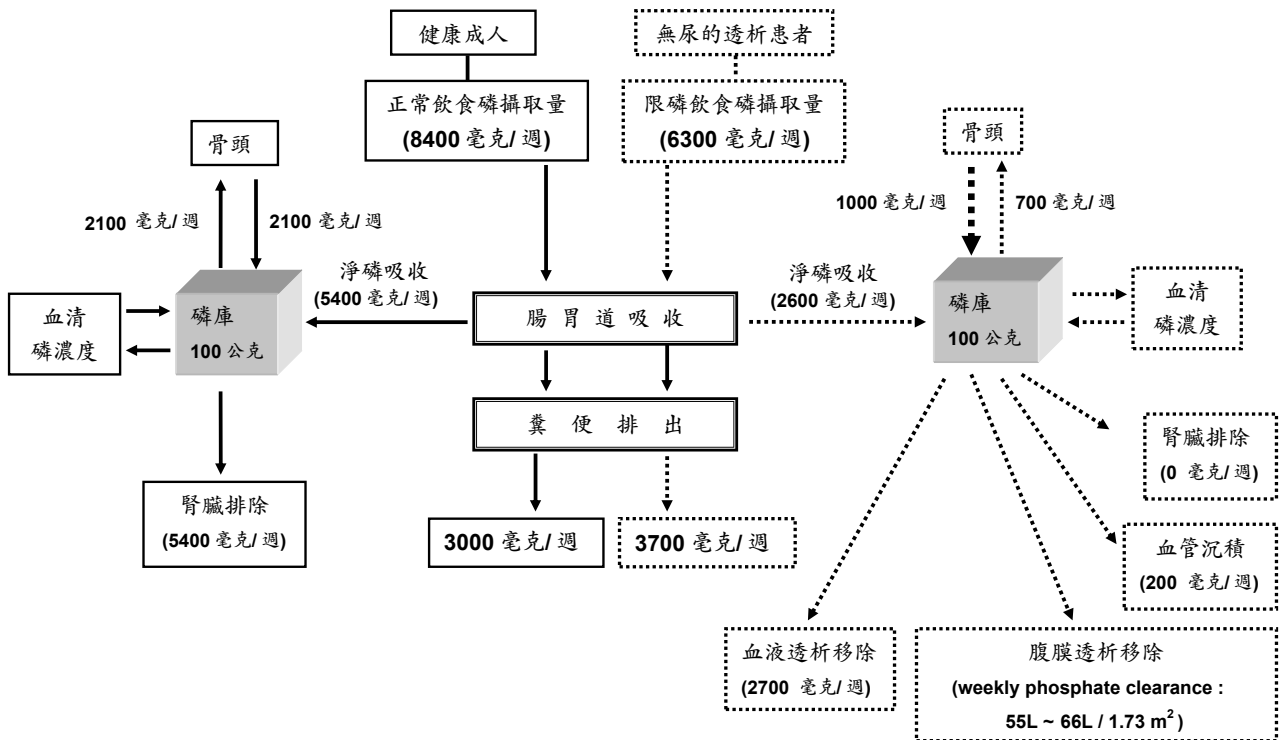 健康成人
無尿的透析患者
正常飲食磷攝取量
(8400 毫克/ 週)
限磷飲食磷攝取量
(6300 毫克/ 週)
骨頭
骨頭
2100 毫克/ 週
2100 毫克/ 週
1000 毫克/ 週
700 毫克/ 週
淨磷吸收
(5400 毫克/ 週)
淨磷吸收
(2600 毫克/ 週)
血清
磷濃度
磷庫
100 公克
腸胃道吸收
磷庫
100 公克
血清
磷濃度
糞便排出
腎臟排除
(5400 毫克/ 週)
3000 毫克/ 週
3700 毫克/ 週
腎臟排除
(0 毫克/ 週)
血管沉積
(200 毫克/ 週)
血液透析移除
(2700 毫克/ 週)
腹膜透析移除
(weekly phosphate clearance :
55L ~ 66L / 1.73 m²)